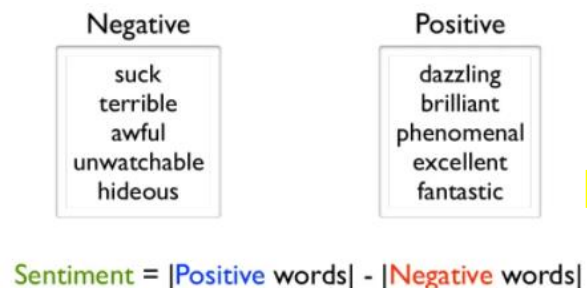 Negative
suck
terrible
awful
unwatchable
hideous
Positive
dazzling
brilliant
phenomenal
excellent
fantastic
Sentiment = |Positive words| - |Negative words|